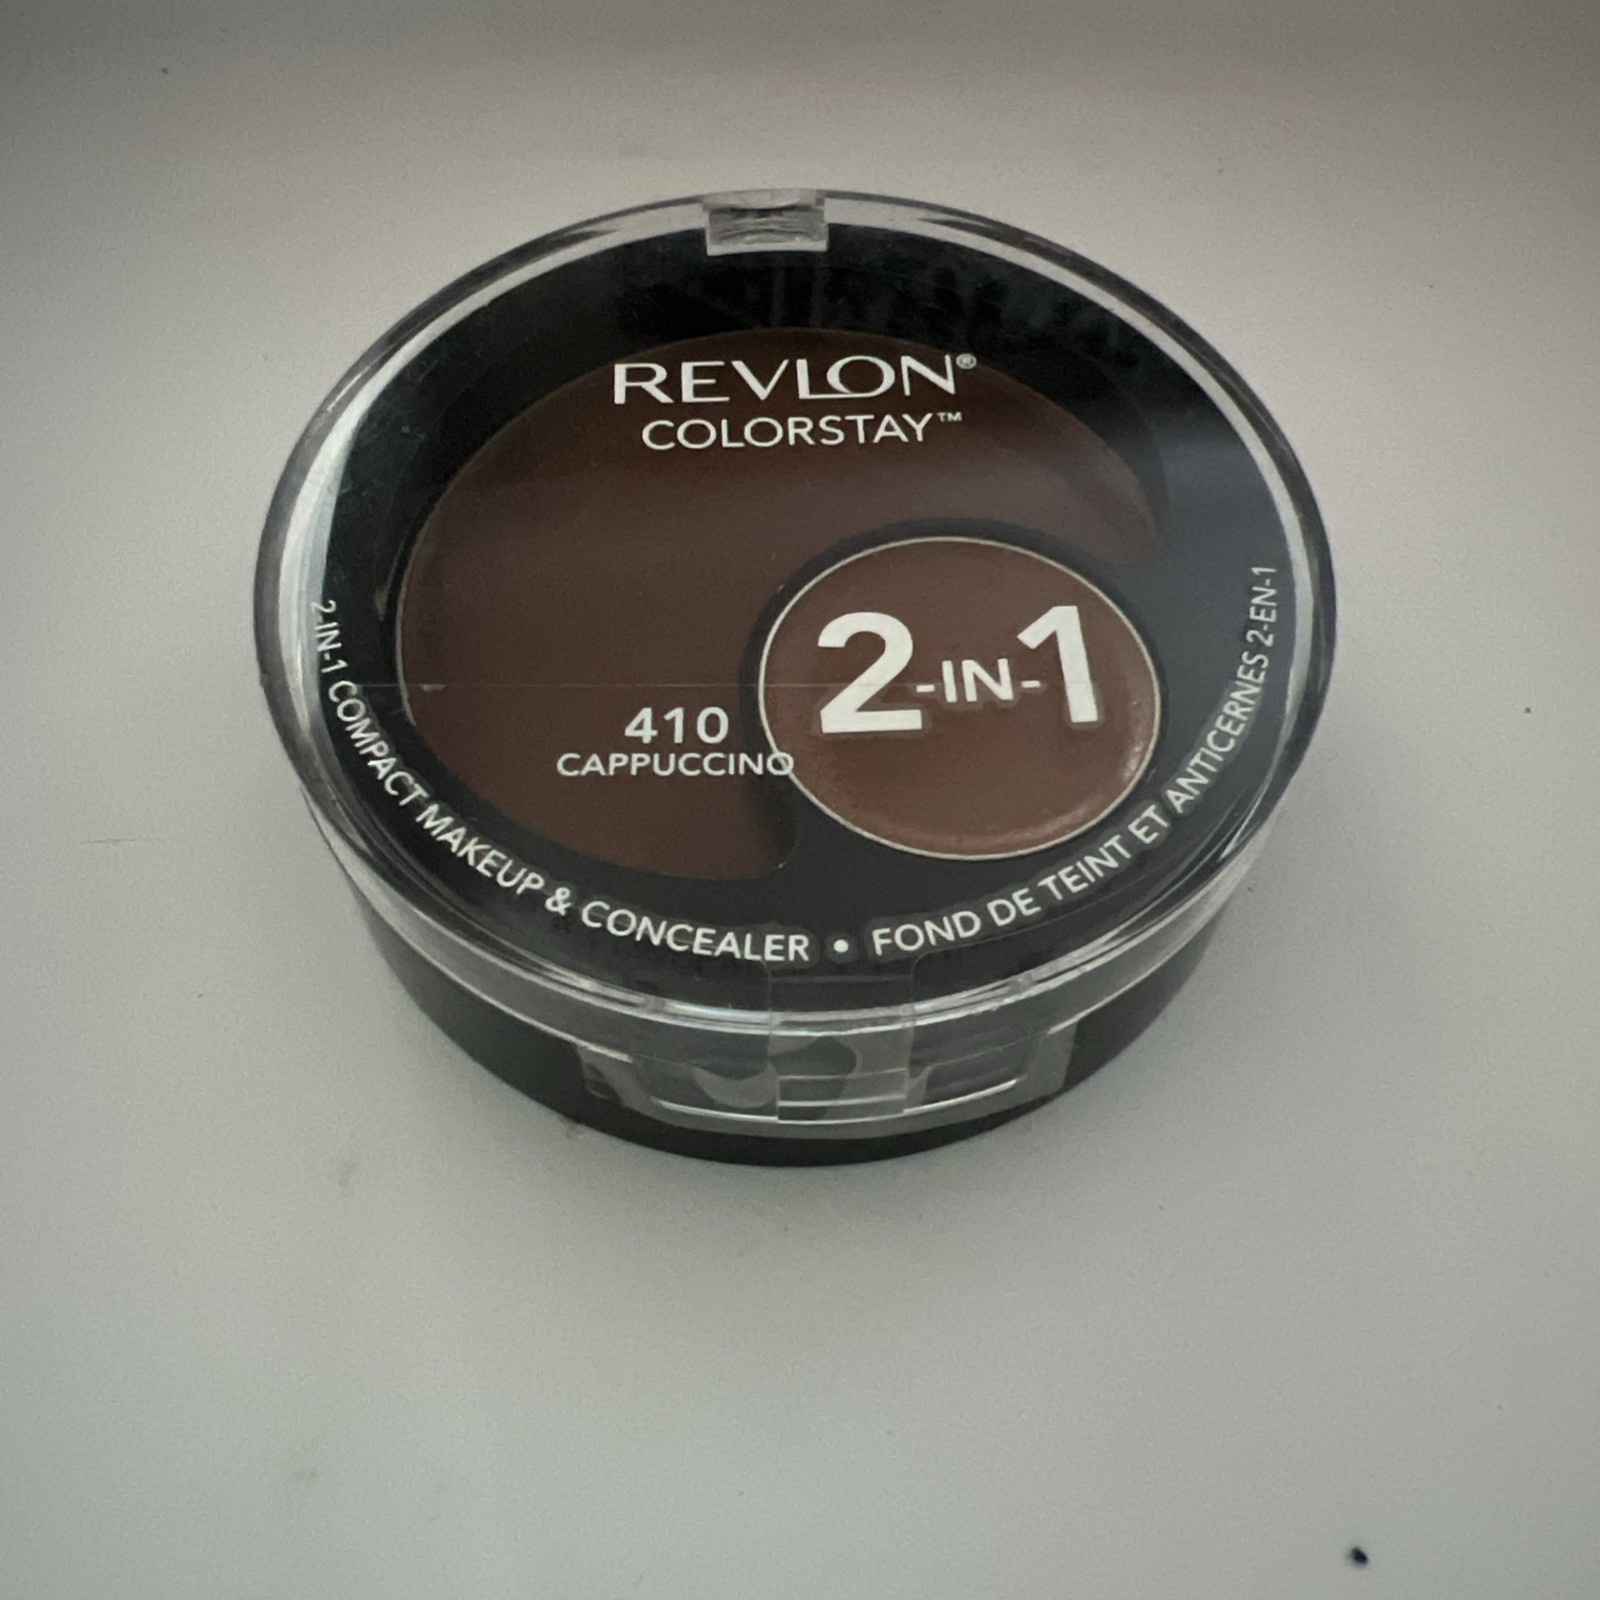 REVLON®
COLORSTAY™
2-IN-1
410
CAPPUCCINO
2-IN-1 COMPACT MAKEUP & CONCEALER • FOND DE TEINT ET ANTICERNES 2-EN-1